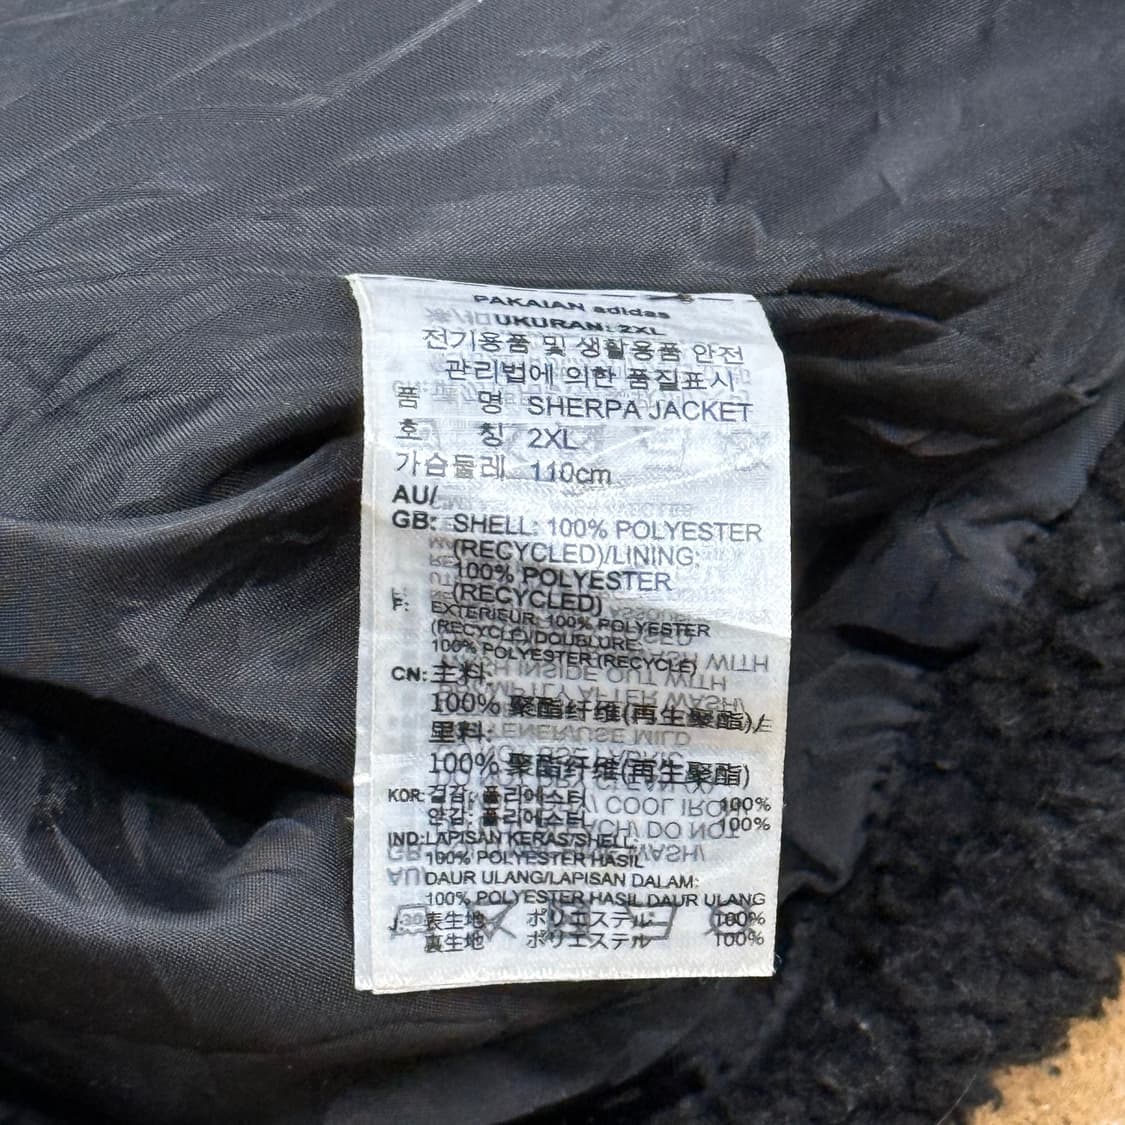 PAKAIAN adidas
UKURAN: 2XL
전기용품 및 생활용품 안전
관리법에 의한 품질표시
품 명 SHERPA JACKET
호 칭 2XL
가슴둘레 110cm
AU/
GB: SHELL: 100% POLYESTER
(RECYCLED)/LINING:
100% POLYESTER
(RECYCLED)
F: EXTERIEUR: 100% POLYESTER
(RECYCLE)/DOUBLURE:
100% POLYESTER (RECYCLE)
CN: 主料:
100% 聚酯纤维(再生聚酯)/
里料:
100% 聚酯纤维(再生聚酯)
KOR: 겉감: 폴리에스터 100%
안감: 폴리에스터 100%
IND: LAPISAN KERAS/SHELL:
100% POLYESTER HASIL
DAUR ULANG/LAPISAN DALAM:
100% POLYESTER HASIL DAUR ULANG
J: 表生地 ポリエステル 100%
裏生地 ポリエステル 100%